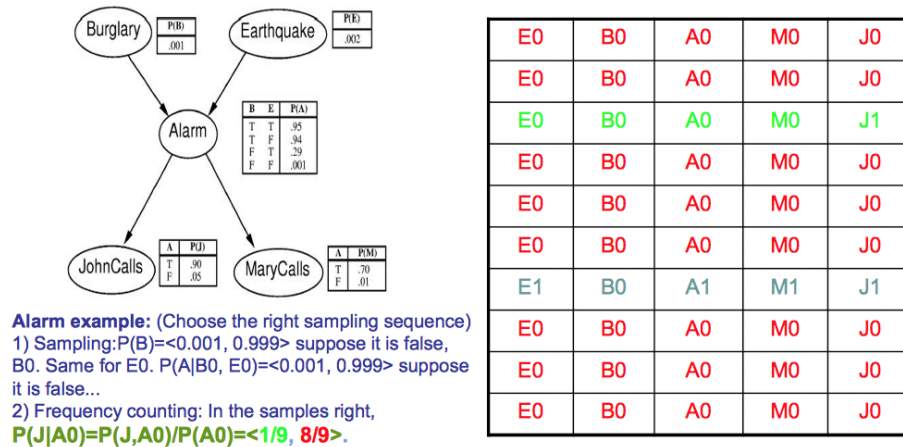 Burglary
P(B)
.001
Earthquake
P(E)
.002
Alarm
B E P(A)
T T .95
T F .94
F T .29
F F .001
JohnCalls
A P(J)
T .90
F .05
MaryCalls
A P(M)
T .70
F .01
Alarm example: (Choose the right sampling sequence)
1) Sampling:P(B)=<0.001, 0.999> suppose it is false,
B0. Same for E0. P(A|B0, E0)=<0.001, 0.999> suppose
it is false...
2) Frequency counting: In the samples right,
P(J|A0)=P(J,A0)/P(A0)=<1/9, 8/9>.
E0 B0 A0 M0 J0
E0 B0 A0 M0 J0
E0 B0 A0 M0 J1
E0 B0 A0 M0 J0
E0 B0 A0 M0 J0
E0 B0 A0 M0 J0
E1 B0 A1 M1 J1
E0 B0 A0 M0 J0
E0 B0 A0 M0 J0
E0 B0 A0 M0 J0